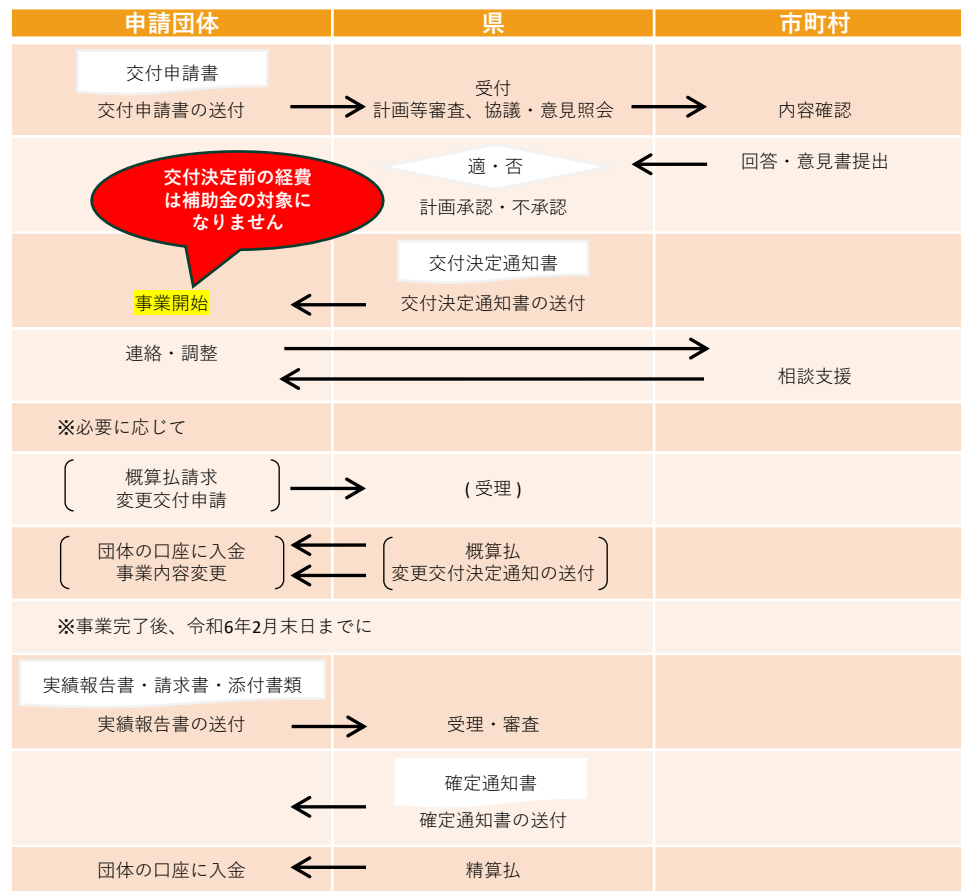 申請団体
県
市町村
交付申請書
交付申請書の送付
受付
計画等審査、協議・意見照会
内容確認
交付決定前の経費
は補助金の対象に
なりません
適・否
計画承認・不承認
回答・意見書提出
交付決定通知書
事業開始
交付決定通知書の送付
連絡・調整
相談支援
※必要に応じて
概算払請求
変更交付申請
(受理)
団体の口座に入金
事業内容変更
概算払
変更交付決定通知の送付
※事業完了後、令和6年2月末日までに
実績報告書・請求書・添付書類
実績報告書の送付
受理・審査
確定通知書
確定通知書の送付
団体の口座に入金
精算払